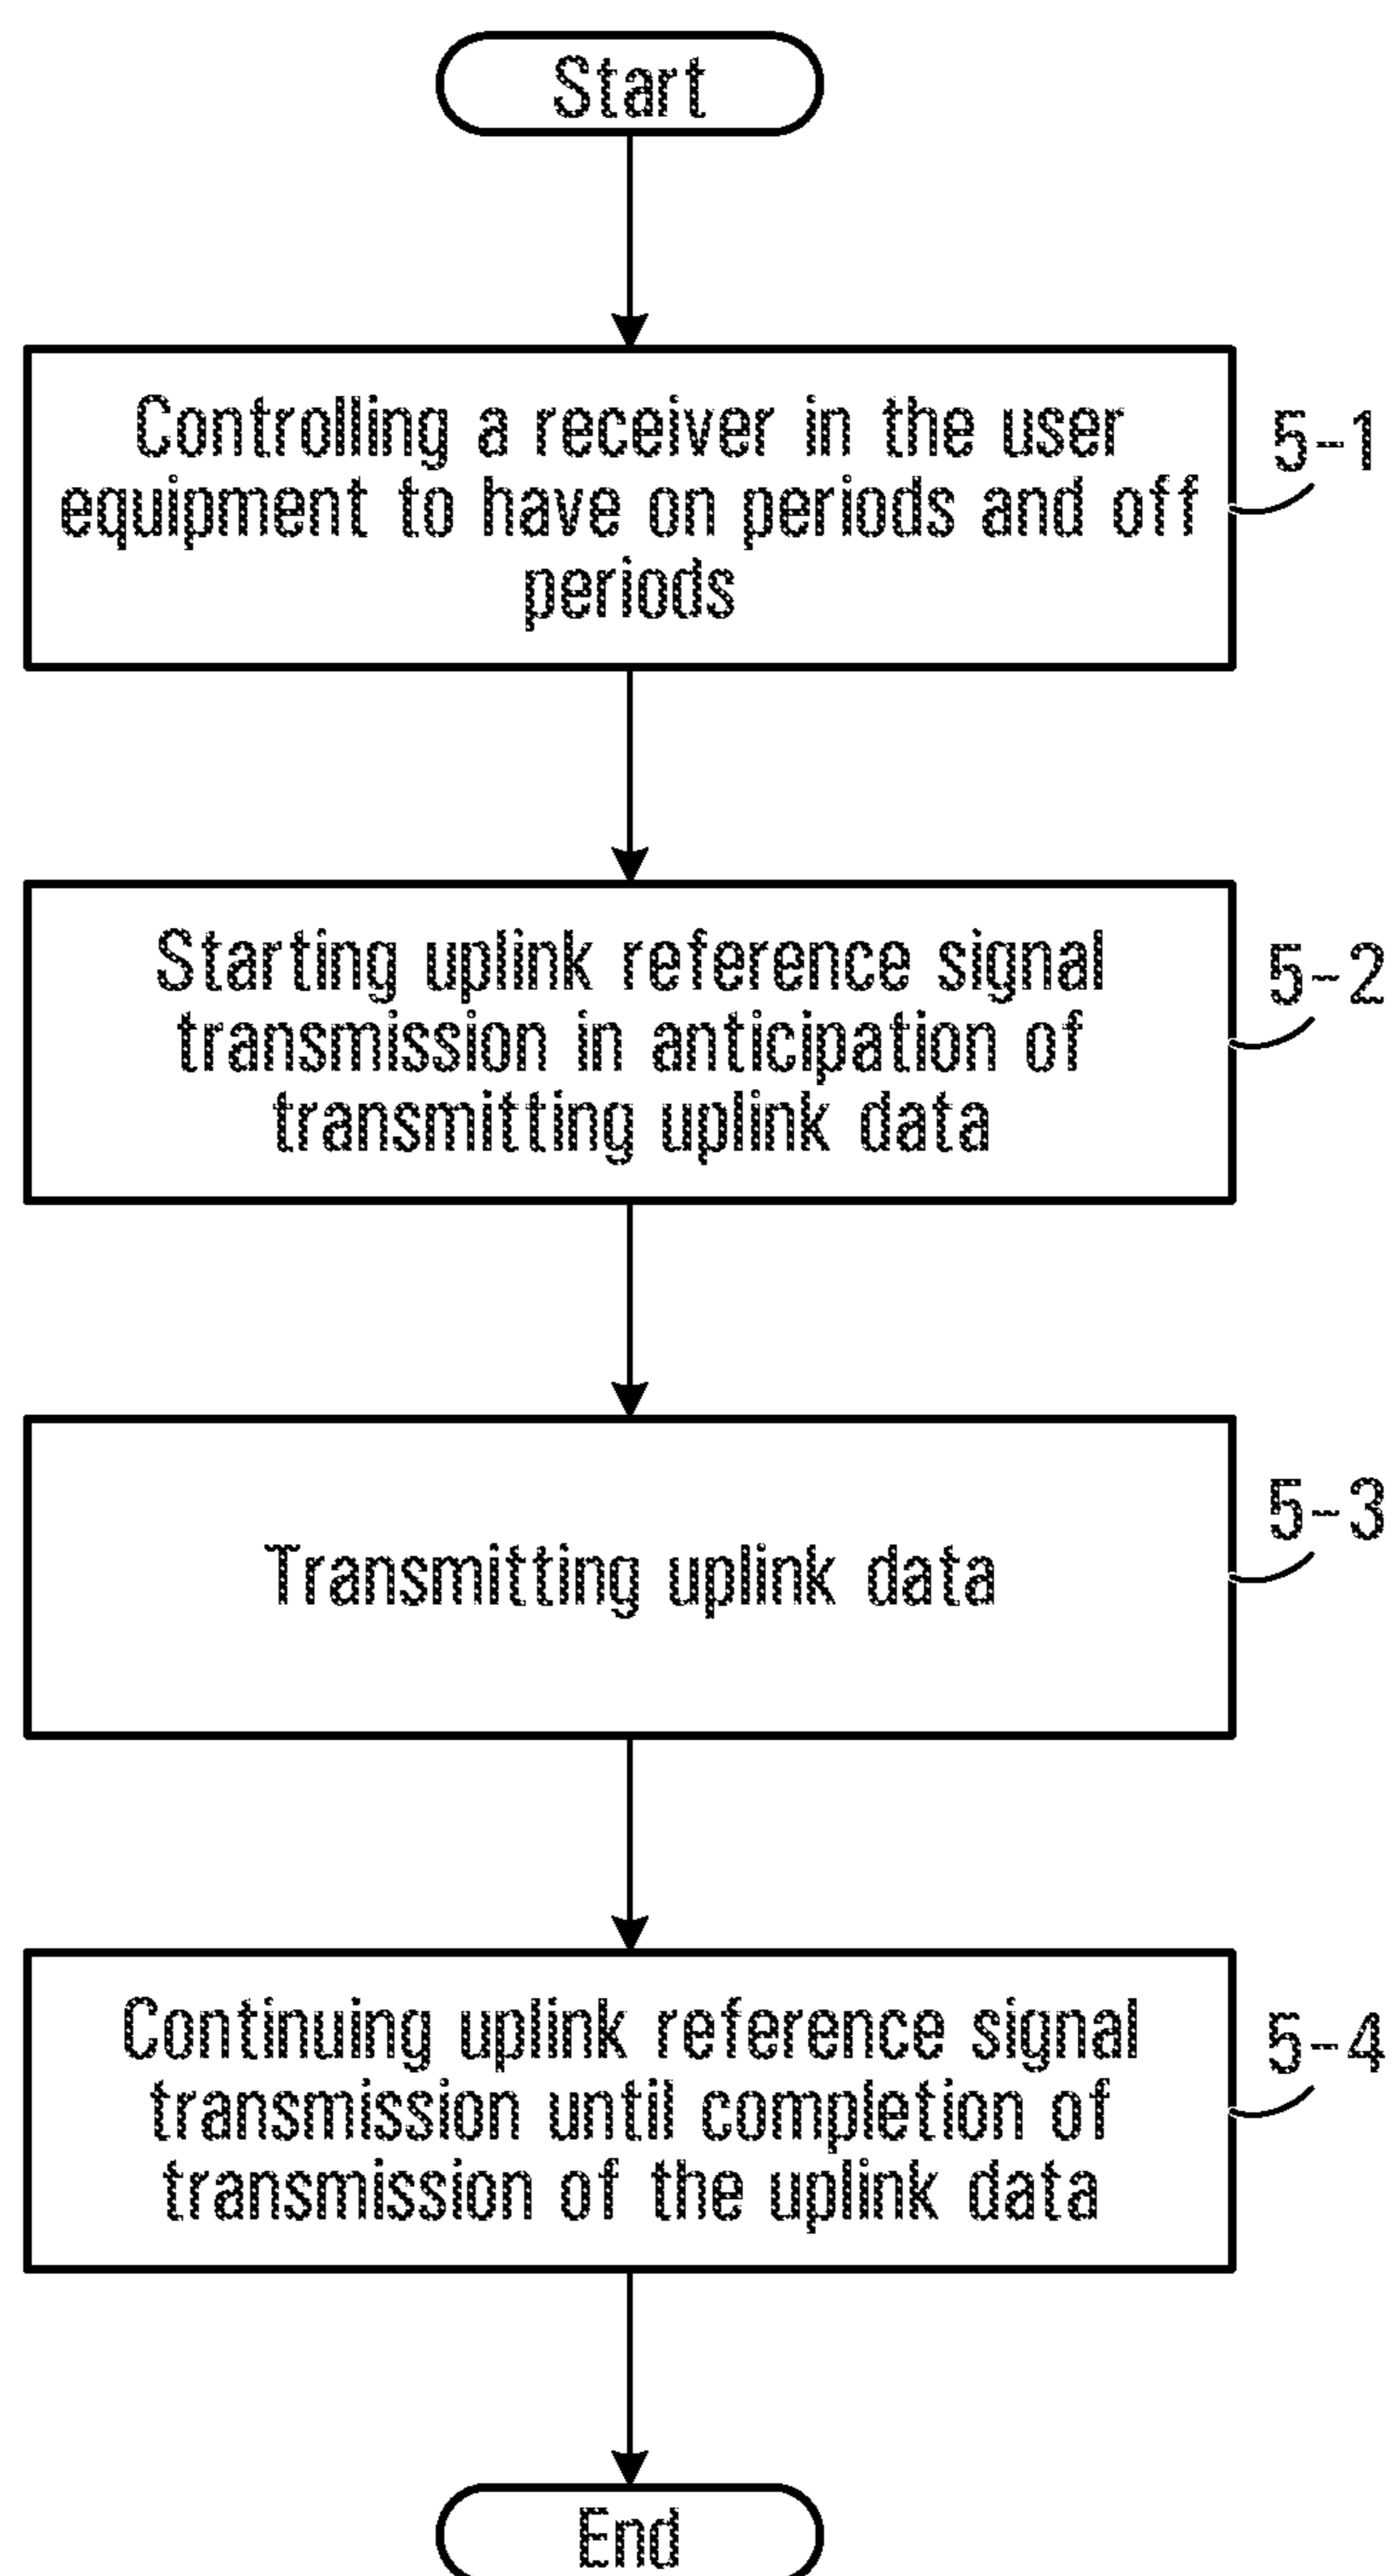 Start
Controlling a receiver in the user
equipment to have on periods and off
periods
5-1
Starting uplink reference signal
transmission in anticipation of
transmitting uplink data
5-2
Transmitting uplink data
5-3
Continuing uplink reference signal
transmission until completion of
transmission of the uplink data
5-4
End